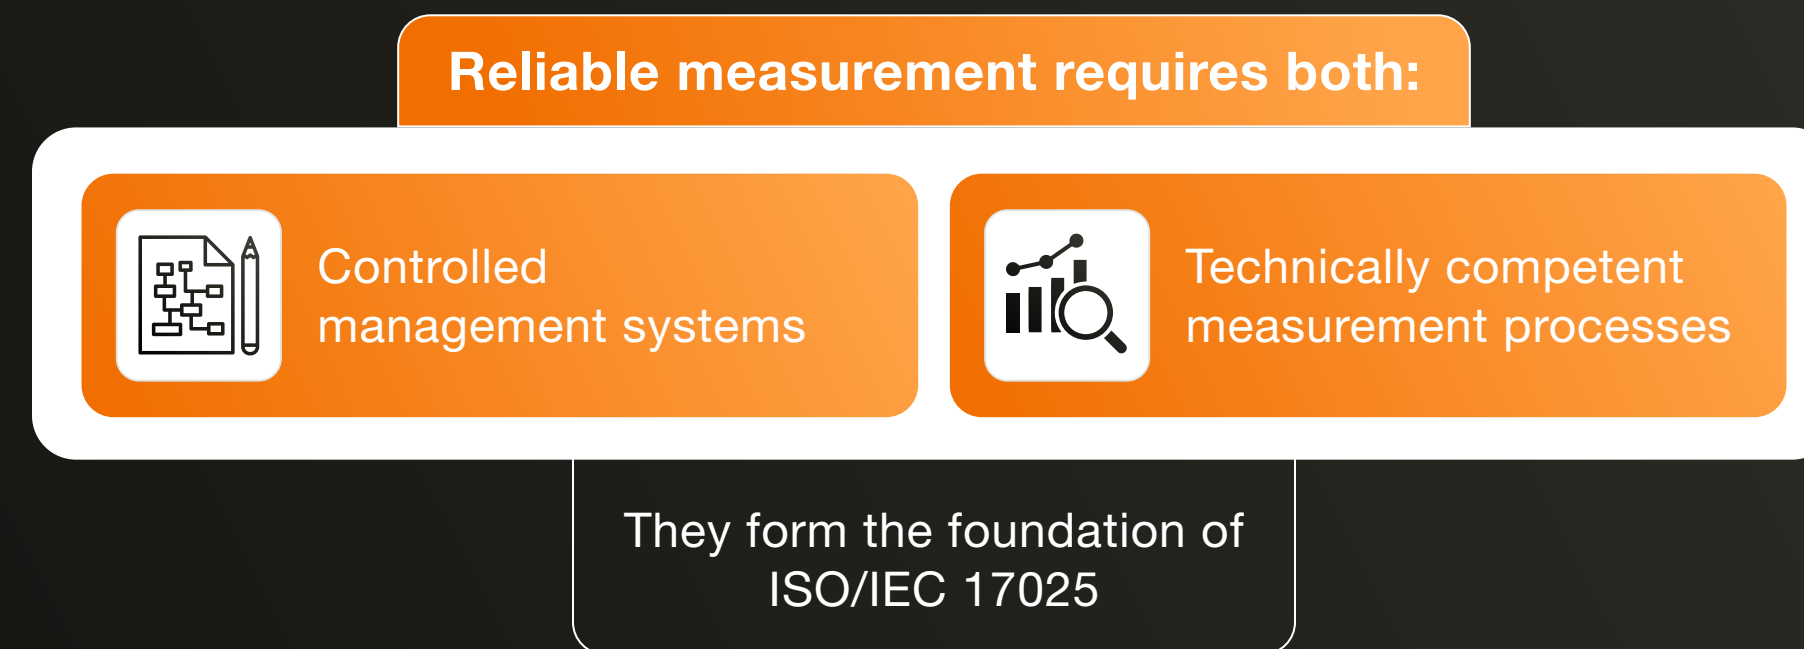 Reliable measurement requires both:
Controlled
management systems
Technically competent
measurement processes
They form the foundation of
ISO/IEC 17025